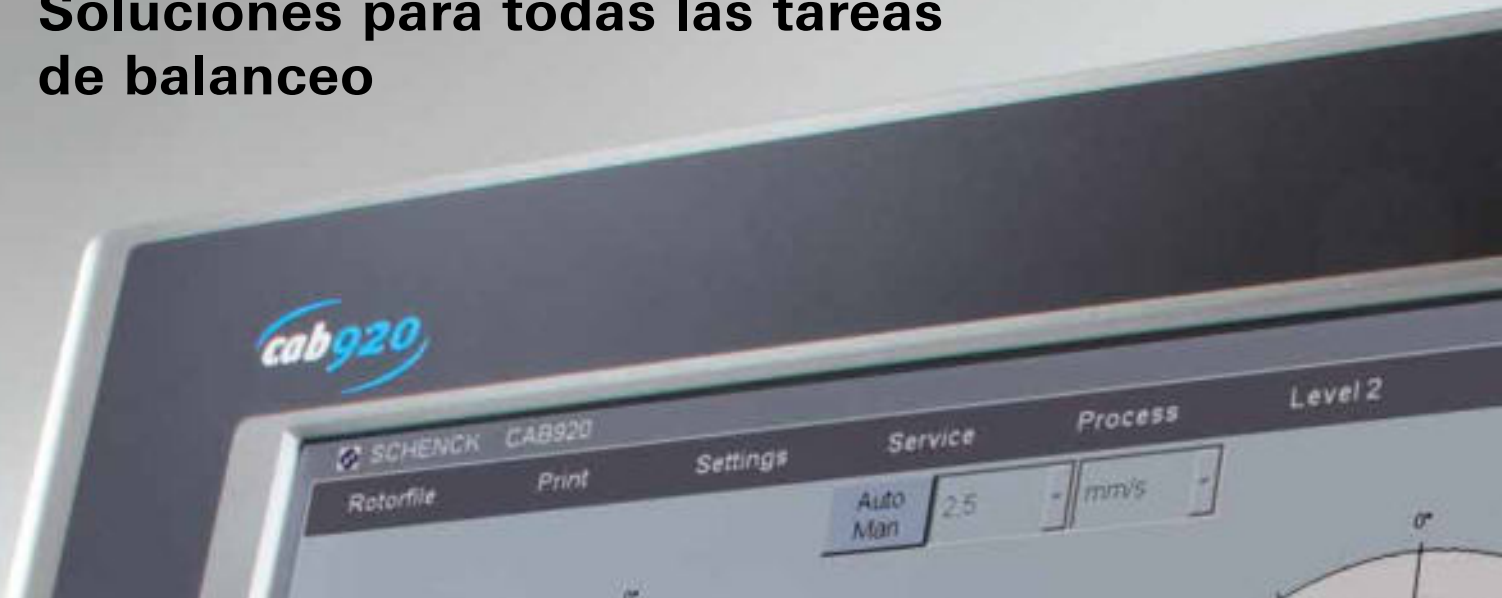 Soluciones para todas las tareas
de balanceo
cab920
SCHENCK CAB920
Rotorfile Print Settings Service Process Level 2
Auto
Man
2.5 mm/s
0°
0°